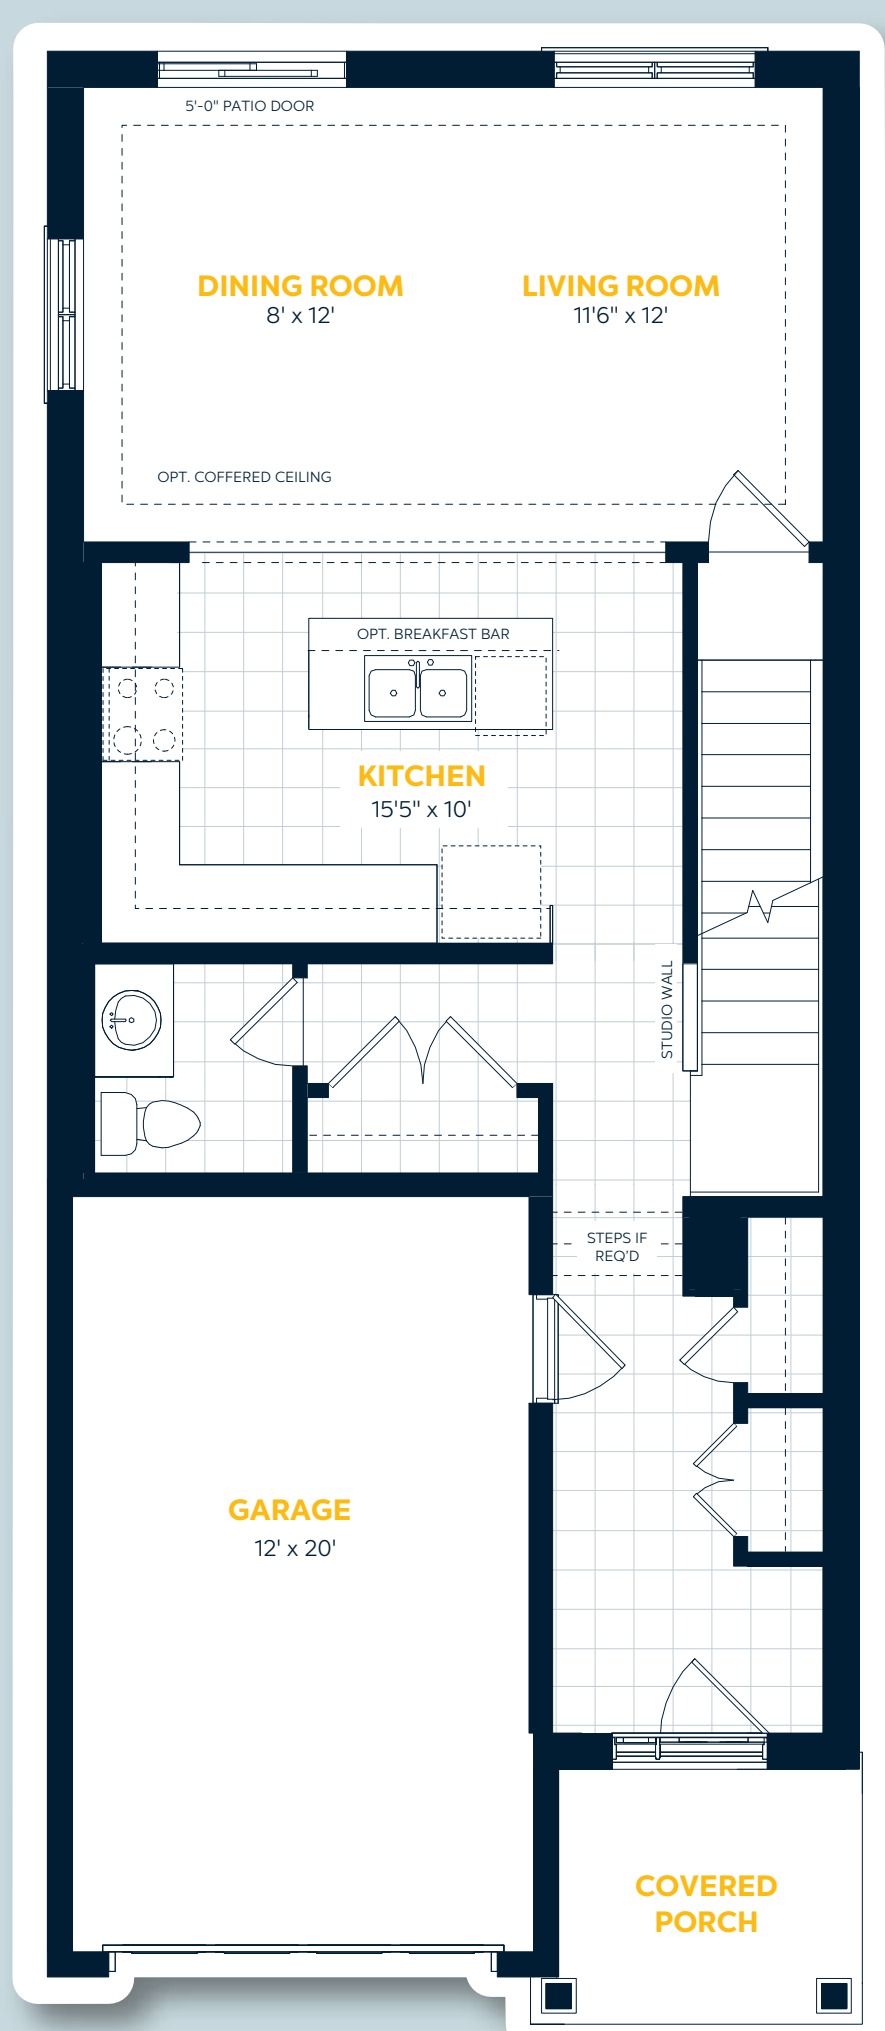 5'-0" PATIO DOOR
DINING ROOM
8' x 12'
LIVING ROOM
11'6" x 12'
OPT. COFFERED CEILING
OPT. BREAKFAST BAR
KITCHEN
15'5" x 10'
STUDIO WALL
STEPS IF
REQ'D
GARAGE
12' x 20'
COVERED
PORCH